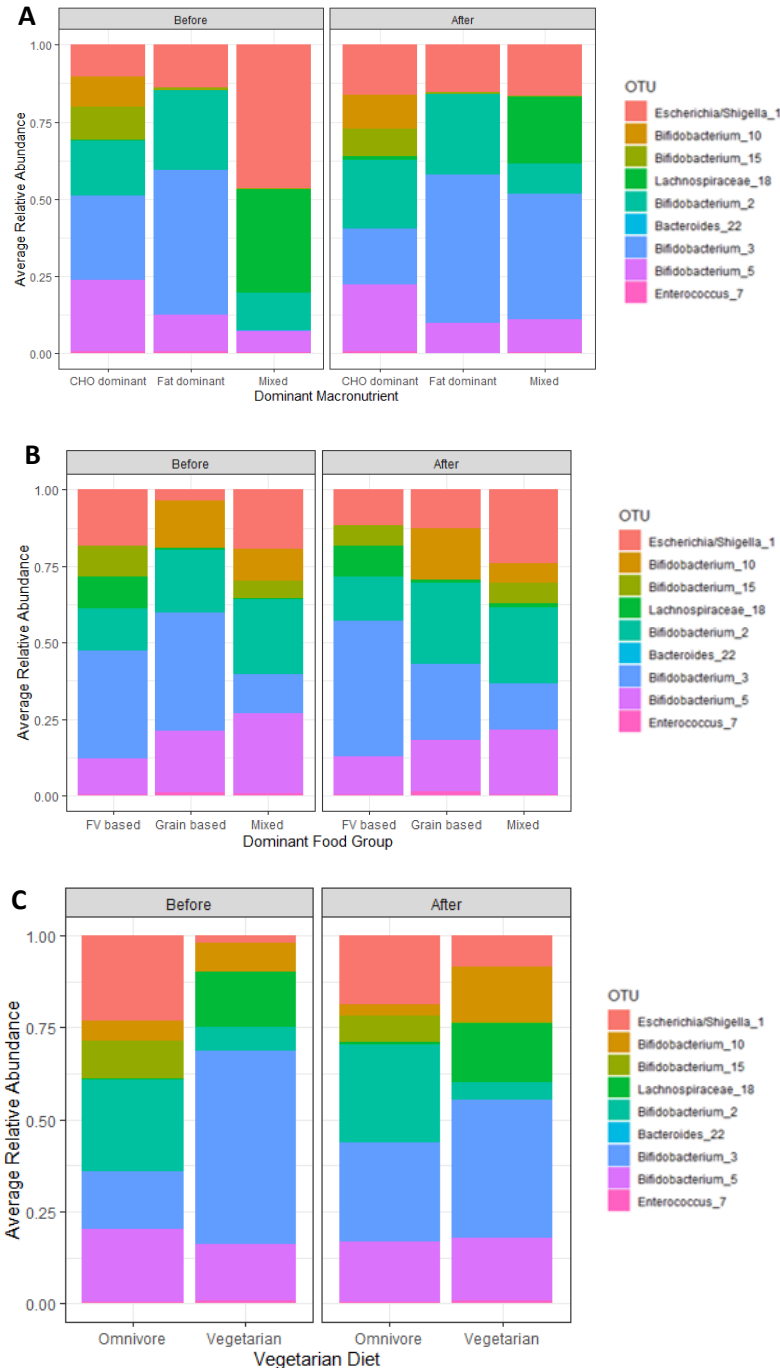 A
Before
After
1.00
0.75
0.50
0.25
0.00
Average Relative Abundance
CHO dominant
Fat dominant
Mixed
CHO dominant
Fat dominant
Mixed
Dominant Macronutrient
OTU
Escherichia/Shigella_1
Bifidobacterium_10
Bifidobacterium_15
Lachnospiraceae_18
Bifidobacterium_2
Bacteroides_22
Bifidobacterium_3
Bifidobacterium_5
Enterococcus_7
B
Before
After
1.00
0.75
0.50
0.25
0.00
Average Relative Abundance
FV based
Grain based
Mixed
FV based
Grain based
Mixed
Dominant Food Group
OTU
Escherichia/Shigella_1
Bifidobacterium_10
Bifidobacterium_15
Lachnospiraceae_18
Bifidobacterium_2
Bacteroides_22
Bifidobacterium_3
Bifidobacterium_5
Enterococcus_7
C
Before
After
1.00
0.75
0.50
0.25
0.00
Average Relative Abundance
Omnivore
Vegetarian
Omnivore
Vegetarian
Vegetarian Diet
OTU
Escherichia/Shigella_1
Bifidobacterium_10
Bifidobacterium_15
Lachnospiraceae_18
Bifidobacterium_2
Bacteroides_22
Bifidobacterium_3
Bifidobacterium_5
Enterococcus_7